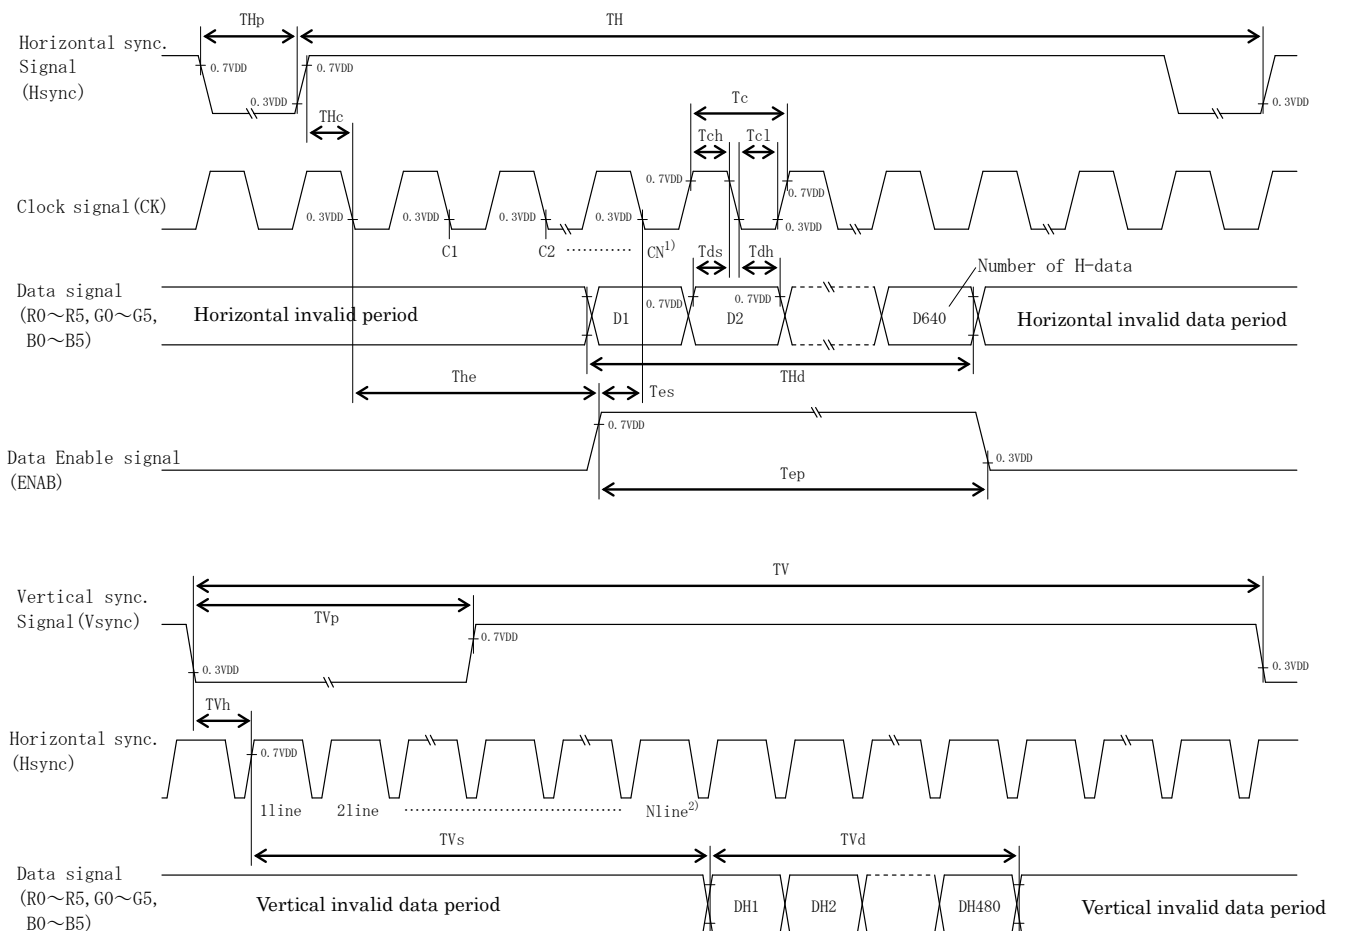 THp
TH
Horizontal sync.
Signal
(Hsync)
0.7VDD
0.7VDD
0.3VDD
0.3VDD
THc
Tc
Tch
Tcl
Clock signal(CK)
0.7VDD
0.7VDD
0.3VDD
0.3VDD
0.3VDD
0.3VDD
0.3VDD
C1
C2
CN1)
Tds
Tdh
Number of H-data
Data signal
(R0~R5,G0~G5,
B0~B5)
Horizontal invalid period
0.7VDD
0.7VDD
D1
D2
D640
Horizontal invalid data period
The
Tes
THd
0.7VDD
Data Enable signal
(ENAB)
0.3VDD
Tep
TV
Vertical sync.
Signal(Vsync)
TVp
0.7VDD
0.3VDD
0.3VDD
TVh
Horizontal sync.
(Hsync)
0.7VDD
1line
2line
Nline2)
TVs
TVd
Data signal
(R0~R5,G0~G5,
B0~B5)
Vertical invalid data period
DH1
DH2
DH480
Vertical invalid data period